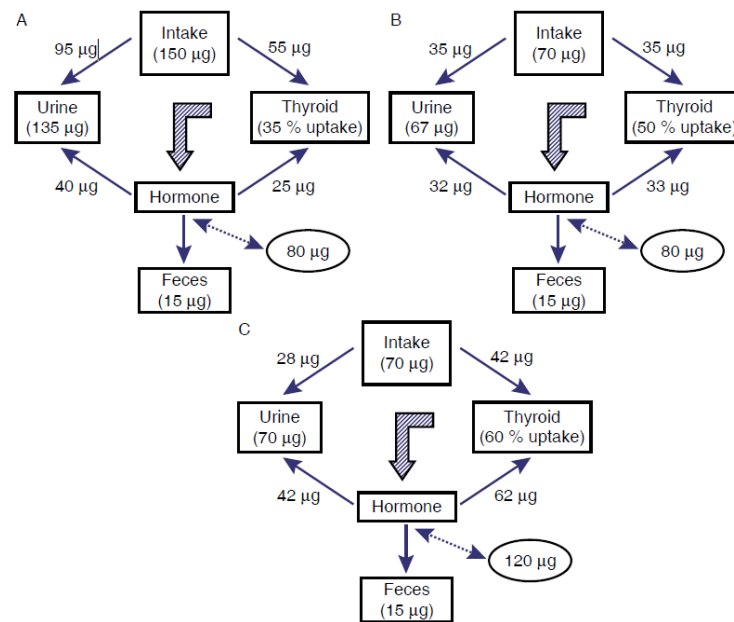 A
Intake
(150 µg)
95 µg
55 µg
Urine
(135 µg)
Thyroid
(35 % uptake)
40 µg
Hormone
25 µg
80 µg
Feces
(15 µg)
B
Intake
(70 µg)
35 µg
35 µg
Urine
(67 µg)
Thyroid
(50 % uptake)
32 µg
Hormone
33 µg
80 µg
Feces
(15 µg)
C
Intake
(70 µg)
28 µg
42 µg
Urine
(70 µg)
Thyroid
(60 % uptake)
42 µg
Hormone
62 µg
120 µg
Feces
(15 µg)